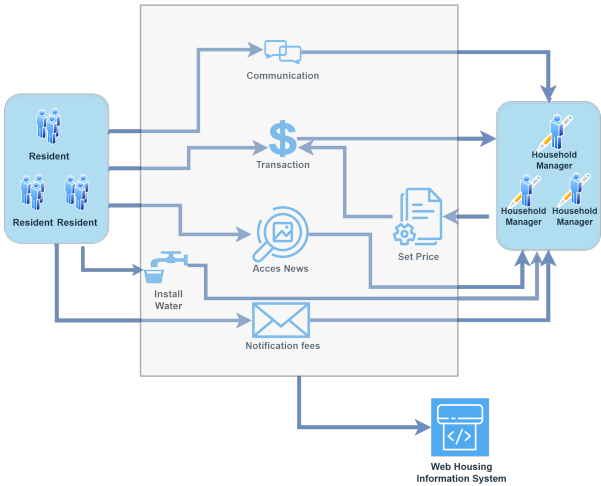 Communication
Resident
Resident Resident
Transaction
Household
Manager
Household
Manager
Household
Manager
Set Price
Acces News
Install
Water
Notification fees
Web Housing
Information System